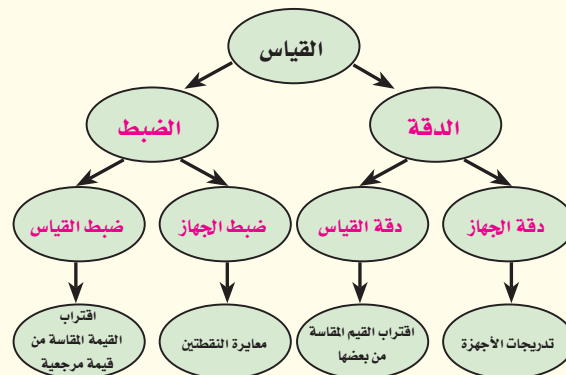 القياس
الدقة
الضبط
دقة الجهاز
دقة القياس
ضبط الجهاز
ضبط القياس
تدريجات الأجهزة
اقتراب القيم المقاسة
من بعضها
معايرة النقطتين
اقتراب
القيمة المقاسة من
قيمة مرجعية